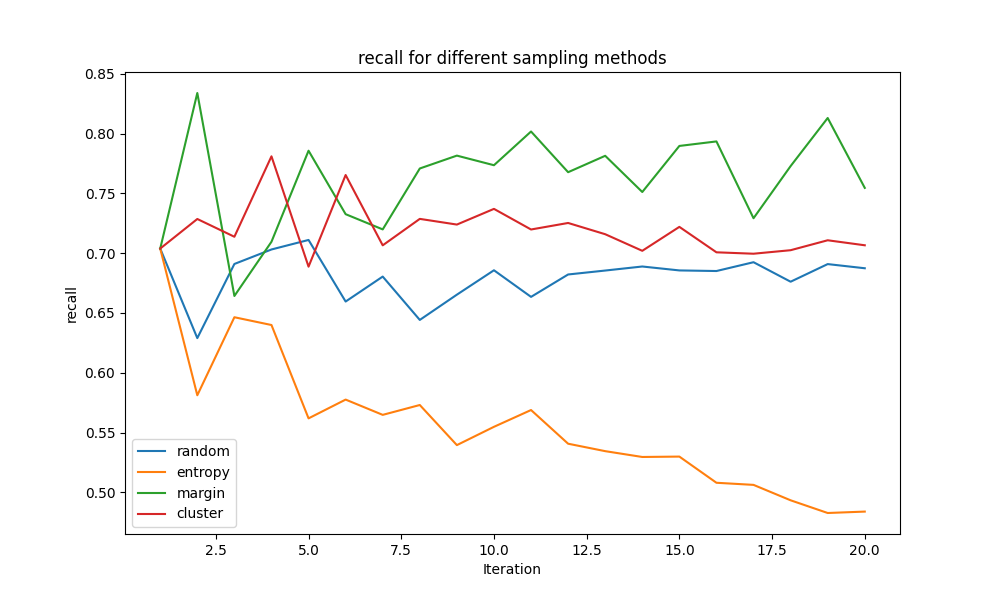 recall for different sampling methods
0.85
0.80
0.75
0.70
0.65
0.60
0.55
0.50
recall
random
entropy
margin
cluster
2.5 5.0 7.5 10.0 12.5 15.0 17.5 20.0
Iteration